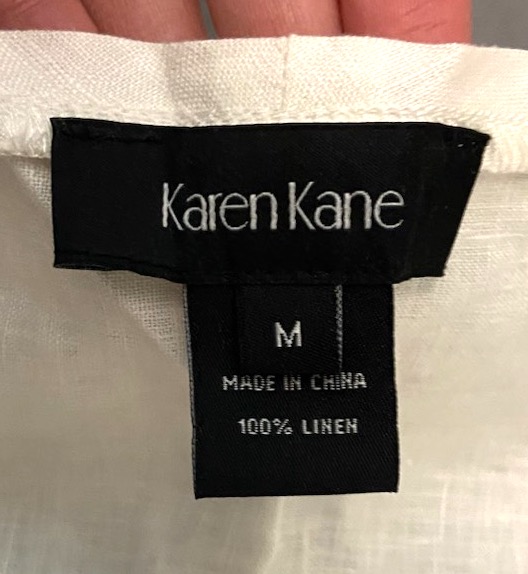 Karen Kane
M
MADE IN CHINA
100% LINEN